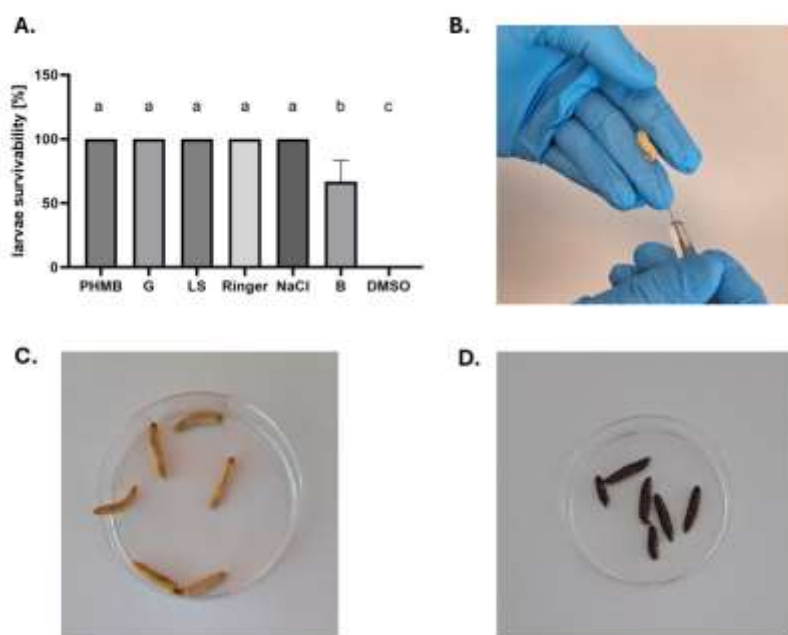 A.
B.
150
a a a a a b c
100
50
0
larvae survivability [%]
PHMB G LS Ringer NaCl B DMSO
C.
D.